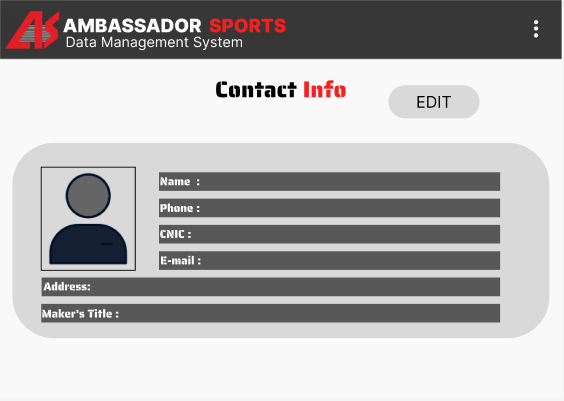 AS AMBASSADOR SPORTS
Data Management System
Contact Info
EDIT
Name :
Phone :
CNIC :
E-mail :
Address:
Maker's Title :